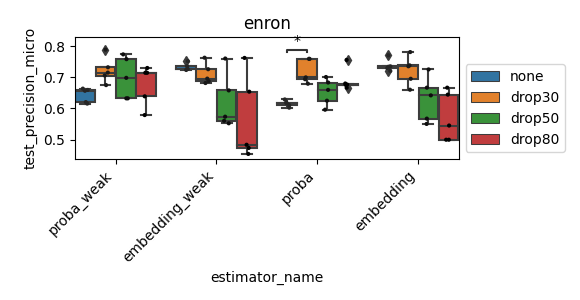 enron
*
test_precision_micro
0.8
0.7
0.6
0.5
proba_weak
embedding_weak
proba
embedding
estimator_name
none
drop30
drop50
drop80